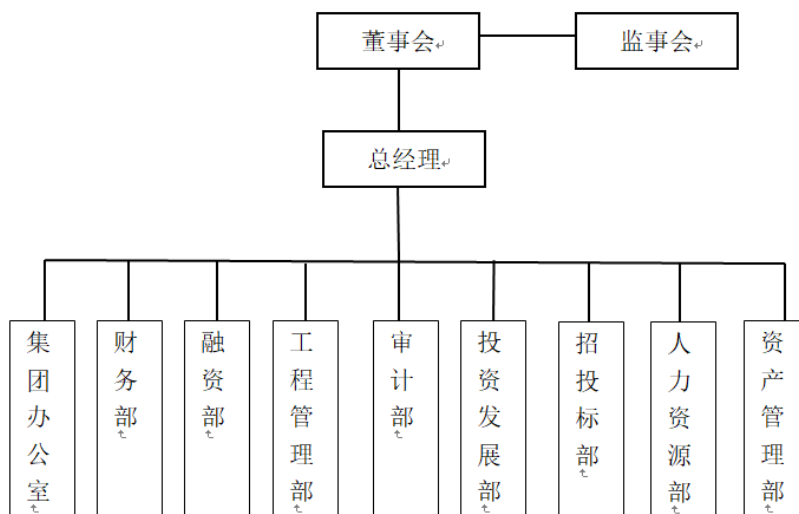 董事会
监事会
总经理
集团办公室
财务部
融资部
工程管理部
审计部
投资发展部
招投标部
人力资源部
资产管理部